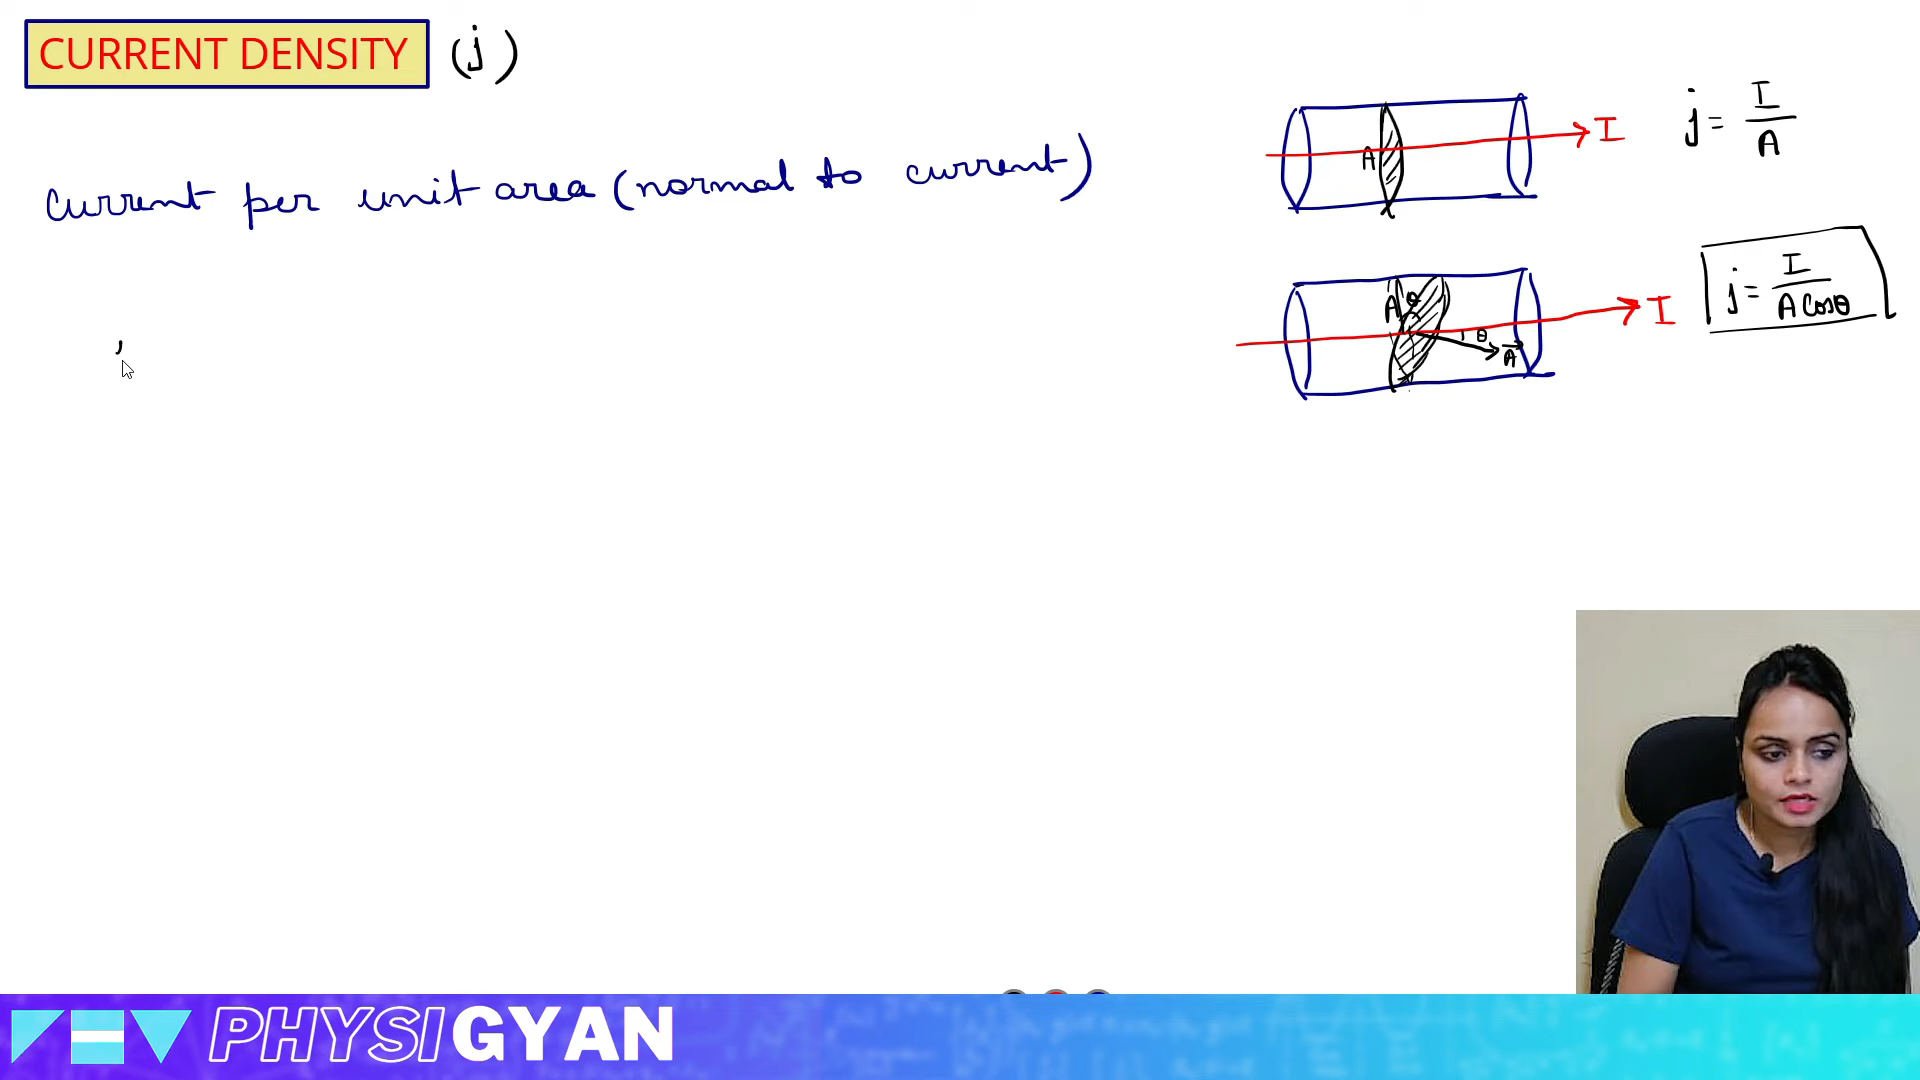 CURRENT DENSITY (j)
Current per unit area (normal to current)
A
I
j = I/A
A
θ
θ
A⃗
I
j = I/A Cosθ
PHYSIGYAN